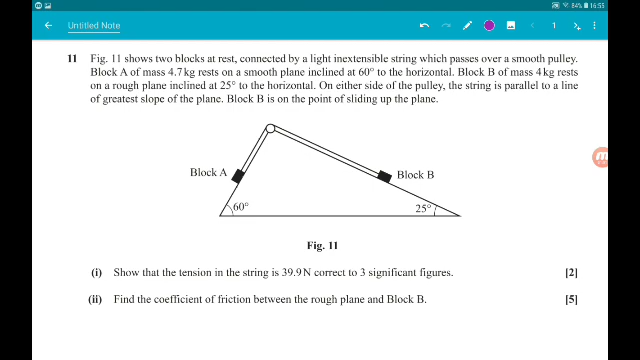 84% 16:55
Untitled Note
1
11 Fig. 11 shows two blocks at rest, connected by a light inextensible string which passes over a smooth pulley.
Block A of mass 4.7 kg rests on a smooth plane inclined at 60° to the horizontal. Block B of mass 4 kg rests
on a rough plane inclined at 25° to the horizontal. On either side of the pulley, the string is parallel to a line
of greatest slope of the plane. Block B is on the point of sliding up the plane.
Block A
Block B
60°
25°
Fig. 11
(i) Show that the tension in the string is 39.9 N correct to 3 significant figures. [2]
(ii) Find the coefficient of friction between the rough plane and Block B. [5]